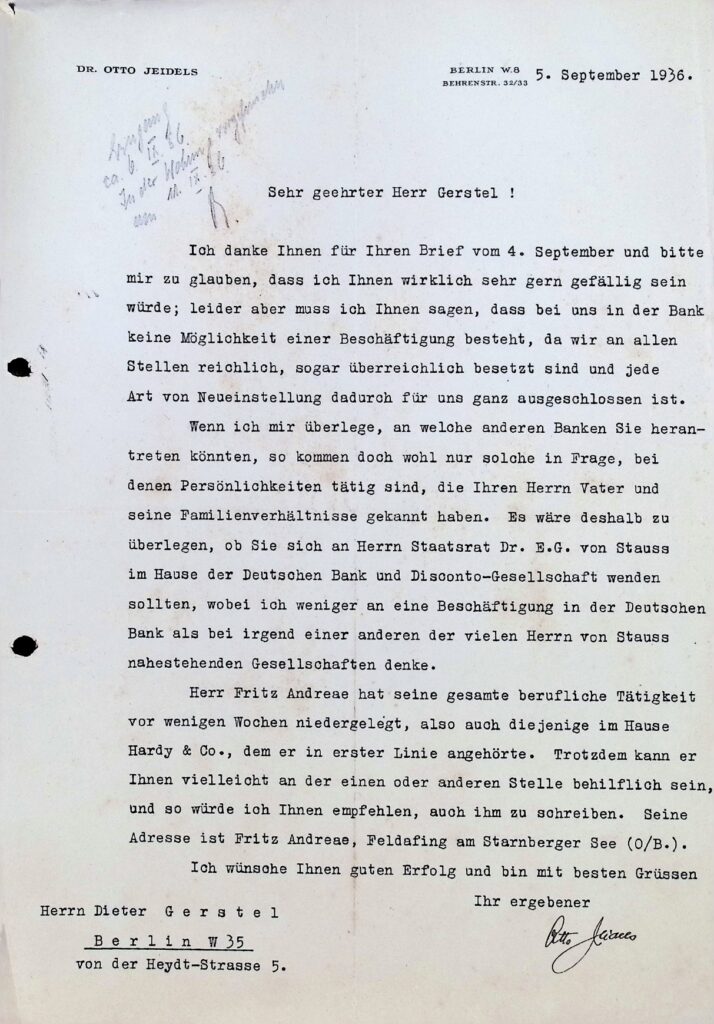 DR. OTTO JEIDELS
BERLIN W.8
BEHRENSTR. 32/33
5. September 1936.
ca. 6. IX. 36
In der
am 11. IX. 36
Sehr geehrter Herr Gerstel !
Ich danke Ihnen für Ihren Brief vom 4. September und bitte
mir zu glauben, dass ich Ihnen wirklich sehr gern gefällig sein
würde; leider aber muss ich Ihnen sagen, dass bei uns in der Bank
keine Möglichkeit einer Beschäftigung besteht, da wir an allen
Stellen reichlich, sogar überreichlich besetzt sind und jede
Art von Neueinstellung dadurch für uns ganz ausgeschlossen ist.
Wenn ich mir überlege, an welche anderen Banken Sie heran-
treten könnten, so kommen doch wohl nur solche in Frage, bei
denen Persönlichkeiten tätig sind, die Ihren Herrn Vater und
seine Familienverhältnisse gekannt haben. Es wäre deshalb zu
überlegen, ob Sie sich an Herrn Staatsrat Dr. E.G. von Stauss
im Hause der Deutschen Bank und Disconto-Gesellschaft wenden
sollten, wobei ich weniger an eine Beschäftigung in der Deutschen
Bank als bei irgend einer anderen der vielen Herrn von Stauss
nahestehenden Gesellschaften denke.
Herr Fritz Andreae hat seine gesamte berufliche Tätigkeit
vor wenigen Wochen niedergelegt, also auch diejenige im Hause
Hardy & Co., dem er in erster Linie angehörte. Trotzdem kann er
Ihnen vielleicht an der einen oder anderen Stelle behilflich sein,
und so würde ich Ihnen empfehlen, auch ihm zu schreiben. Seine
Adresse ist Fritz Andreae, Feldafing am Starnberger See (O/B.).
Ich wünsche Ihnen guten Erfolg und bin mit besten Grüssen
Ihr ergebener
Otto Jeidels
Herrn Dieter G e r s t e l
B e r l i n W 35
von der Heydt-Strasse 5.